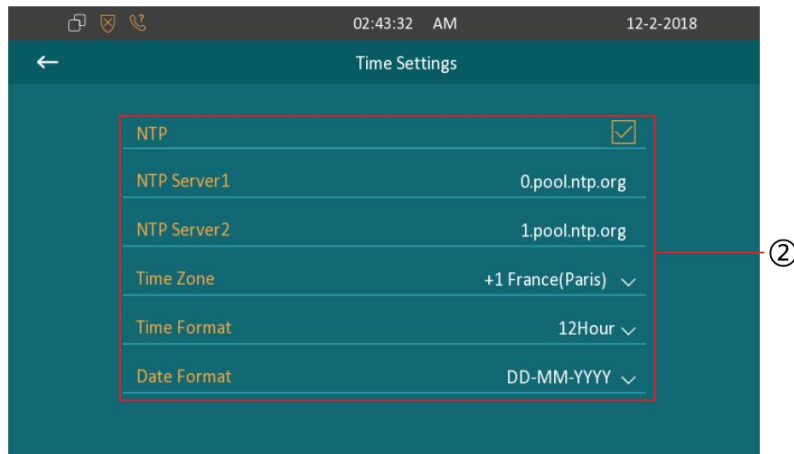 02:43:32 AM 12-2-2018
Time Settings
NTP
NTP Server1 0.pool.ntp.org
NTP Server2 1.pool.ntp.org
Time Zone +1 France(Paris)
Time Format 12Hour
Date Format DD-MM-YYYY
②